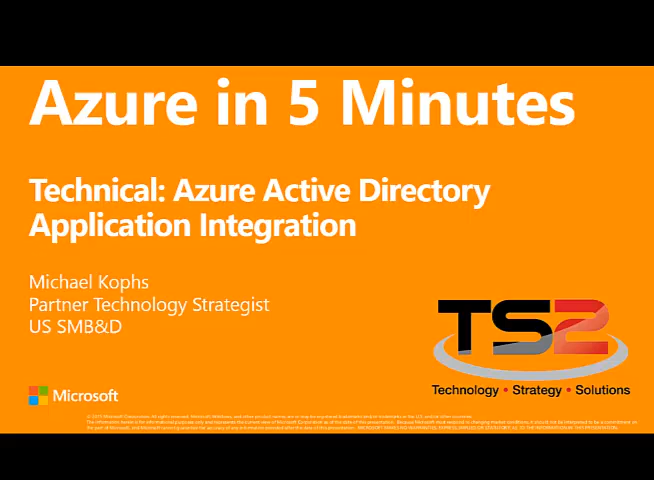 Azure in 5 Minutes
Technical: Azure Active Directory
Application Integration
Michael Kophs
Partner Technology Strategist
US SMB&D
TS2
Technology • Strategy • Solutions
Microsoft